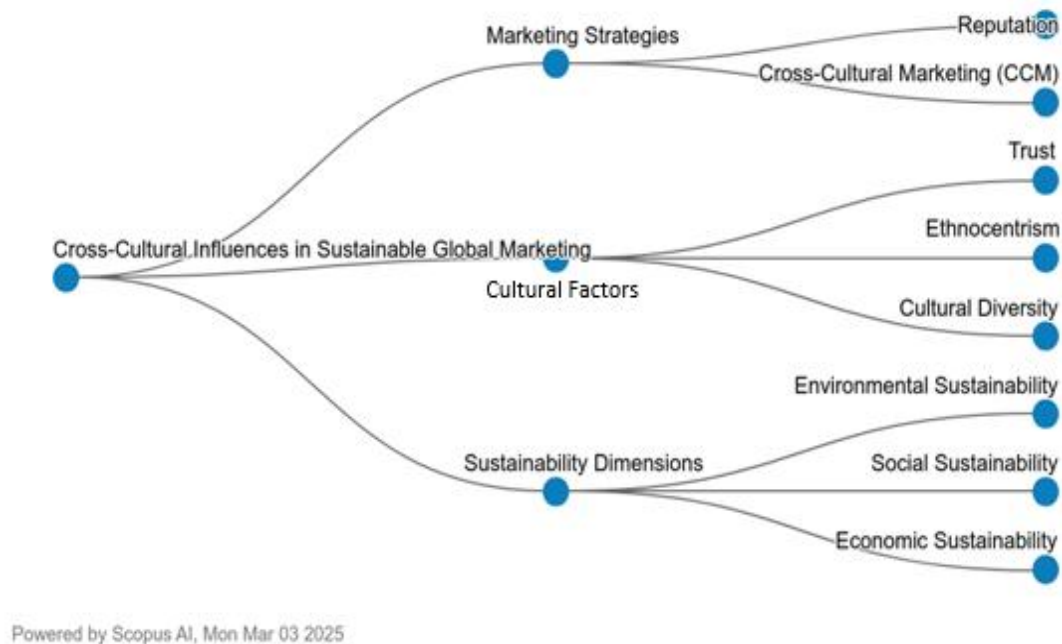 Reputation
Marketing Strategies
Cross-Cultural Marketing (CCM)
Trust
Ethnocentrism
Cross-Cultural Influences in Sustainable Global Marketing
Cultural Factors
Cultural Diversity
Environmental Sustainability
Sustainability Dimensions
Social Sustainability
Economic Sustainability
Powered by Scopus AI, Mon Mar 03 2025